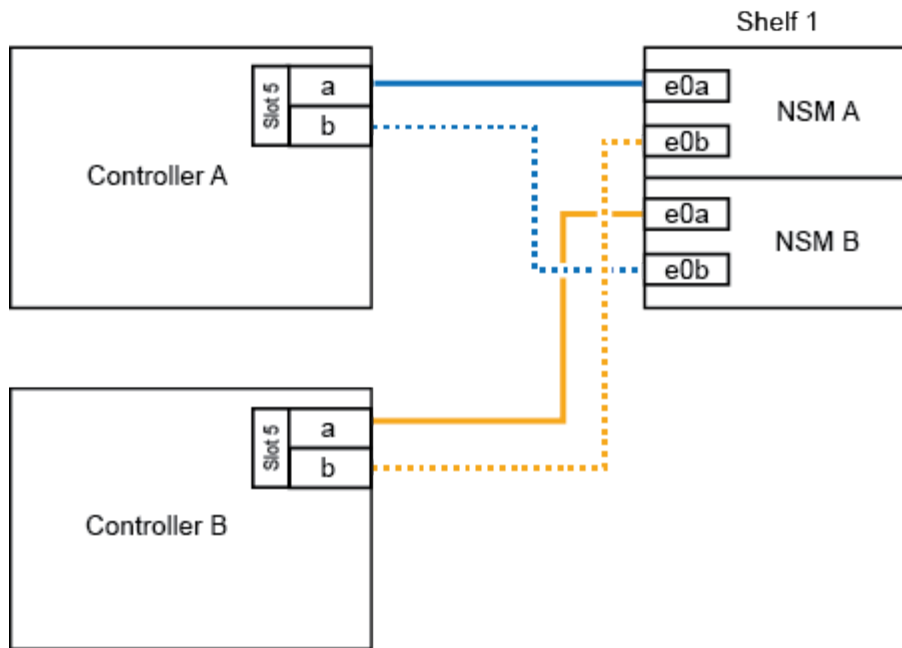 Shelf 1
Slot 5
a
b
Controller A
e0a
e0b
NSM A
e0a
e0b
NSM B
Slot 5
a
b
Controller B